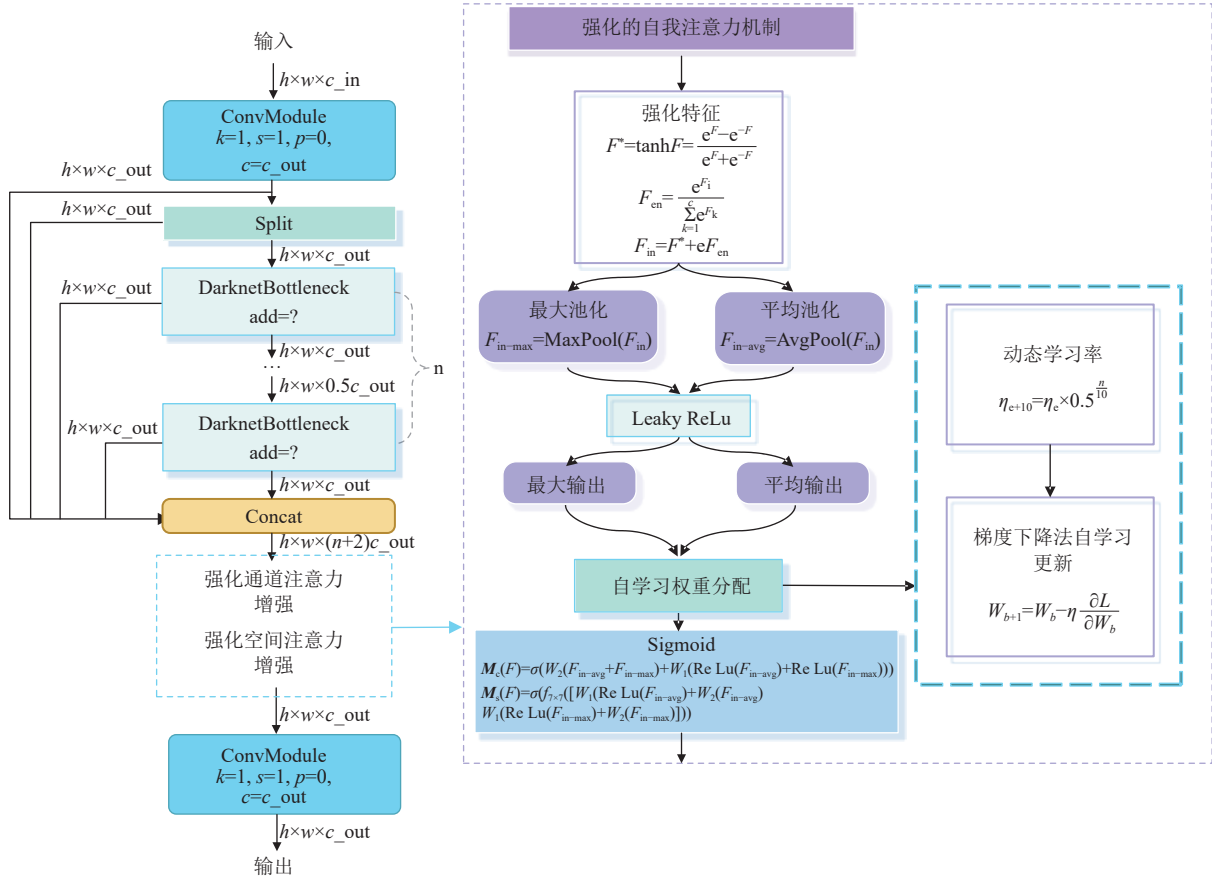 输入
h×w×c_in
ConvModule
k=1, s=1, p=0,
c=c_out
h×w×c_out
h×w×c_out
Split
h×w×c_out
h×w×c_out
DarknetBottleneck
add=?
h×w×c_out
…
h×w×0.5c_out
n
h×w×c_out
DarknetBottleneck
add=?
h×w×c_out
Concat
h×w×(n+2)c_out
强化通道注意力
增强
强化空间注意力
增强
h×w×c_out
ConvModule
k=1, s=1, p=0,
c=c_out
h×w×c_out
输出
强化的自我注意力机制
强化特征
F*=tanhF=(e^F−e^−F)/(e^F+e^−F)
F_en=e^F_i/∑_{k=1}^{c}e^F_k
F_in=F*+eF_en
最大池化
F_in−max=MaxPool(F_in)
平均池化
F_in−avg=AvgPool(F_in)
Leaky ReLu
最大输出
平均输出
自学习权重分配
Sigmoid
M_c(F)=σ(W_2(F_in−avg+F_in−max)+W_1(Re Lu(F_in−avg)+Re Lu(F_in−max)))
M_s(F)=σ(f_7×7([W_1(Re Lu(F_in−avg)+W_2(F_in−avg)
W_1(Re Lu(F_in−max)+W_2(F_in−max)]))
动态学习率
η_e+10=η_e×0.5^(n/10)
梯度下降法自学习
更新
W_b+1=W_b−η ∂L/∂W_b